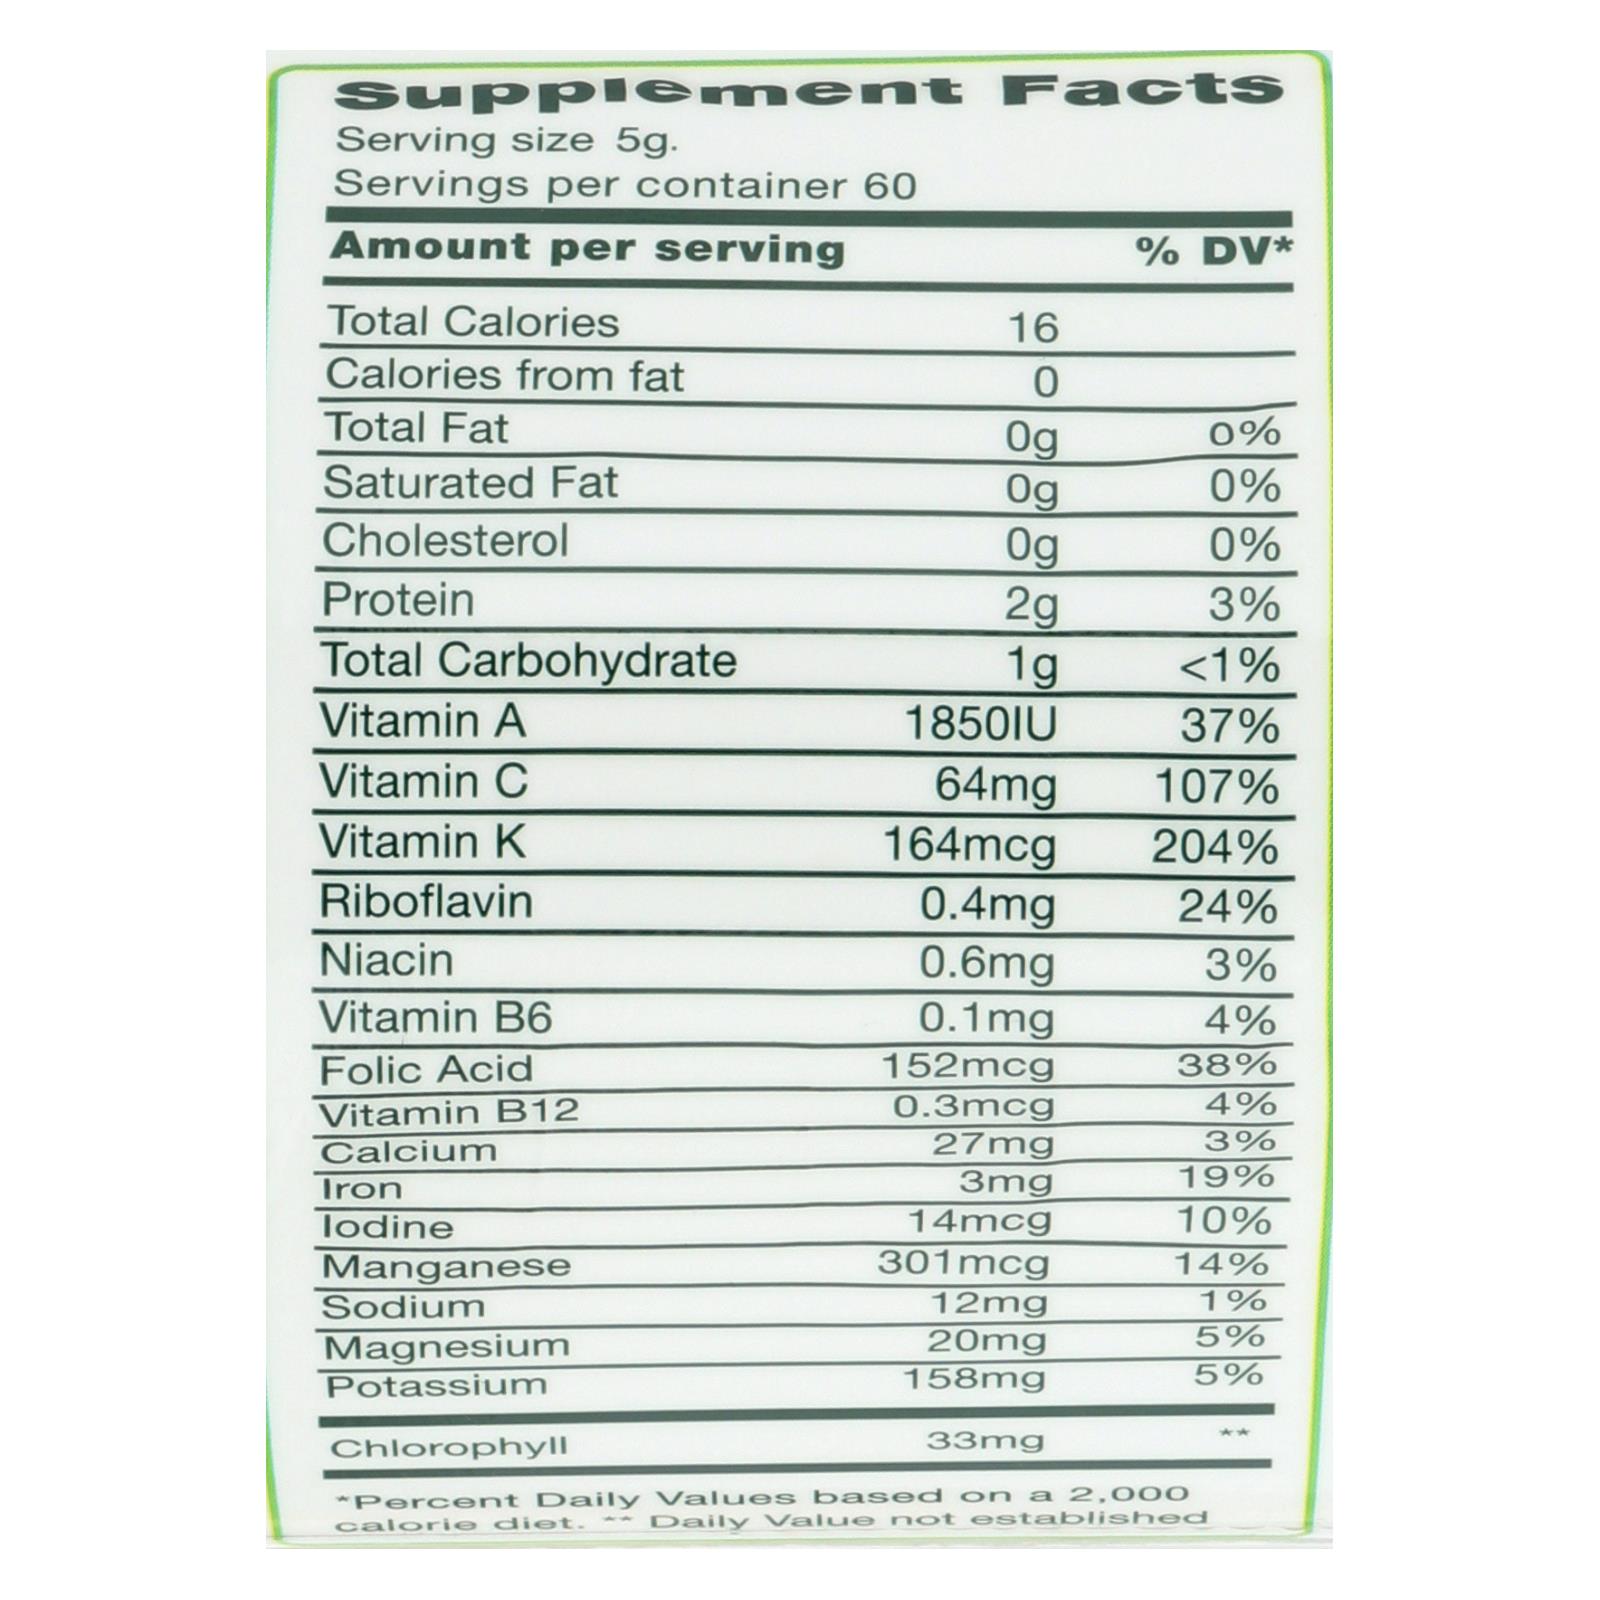 Supplement Facts
Serving size 5g.
Servings per container 60
Amount per serving % DV*
Total Calories 16
Calories from fat 0
Total Fat 0g 0%
Saturated Fat 0g 0%
Cholesterol 0g 0%
Protein 2g 3%
Total Carbohydrate 1g <1%
Vitamin A 1850IU 37%
Vitamin C 64mg 107%
Vitamin K 164mcg 204%
Riboflavin 0.4mg 24%
Niacin 0.6mg 3%
Vitamin B6 0.1mg 4%
Folic Acid 152mcg 38%
Vitamin B12 0.3mcg 4%
Calcium 27mg 3%
Iron 3mg 19%
Iodine 14mcg 10%
Manganese 301mcg 14%
Sodium 12mg 1%
Magnesium 20mg 5%
Potassium 158mg 5%
Chlorophyll 33mg **
*Percent Daily Values based on a 2,000
calorie diet. ** Daily Value not established